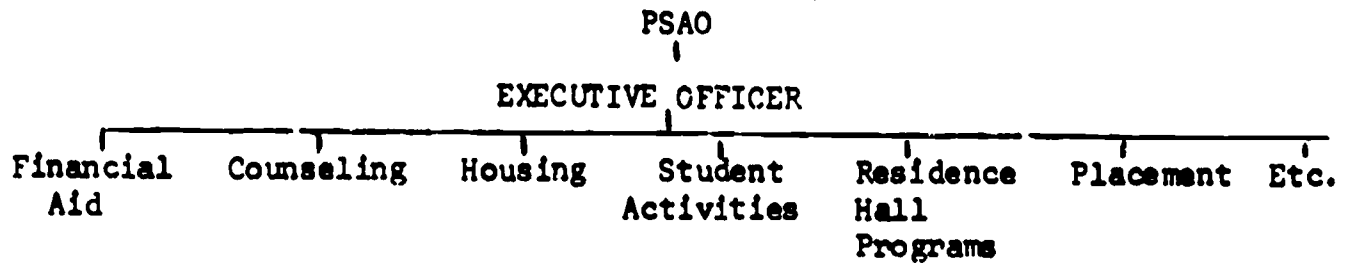 PSAO
EXECUTIVE OFFICER
Financial Aid
Counseling
Housing
Student Activities
Residence Hall Programs
Placement
Etc.